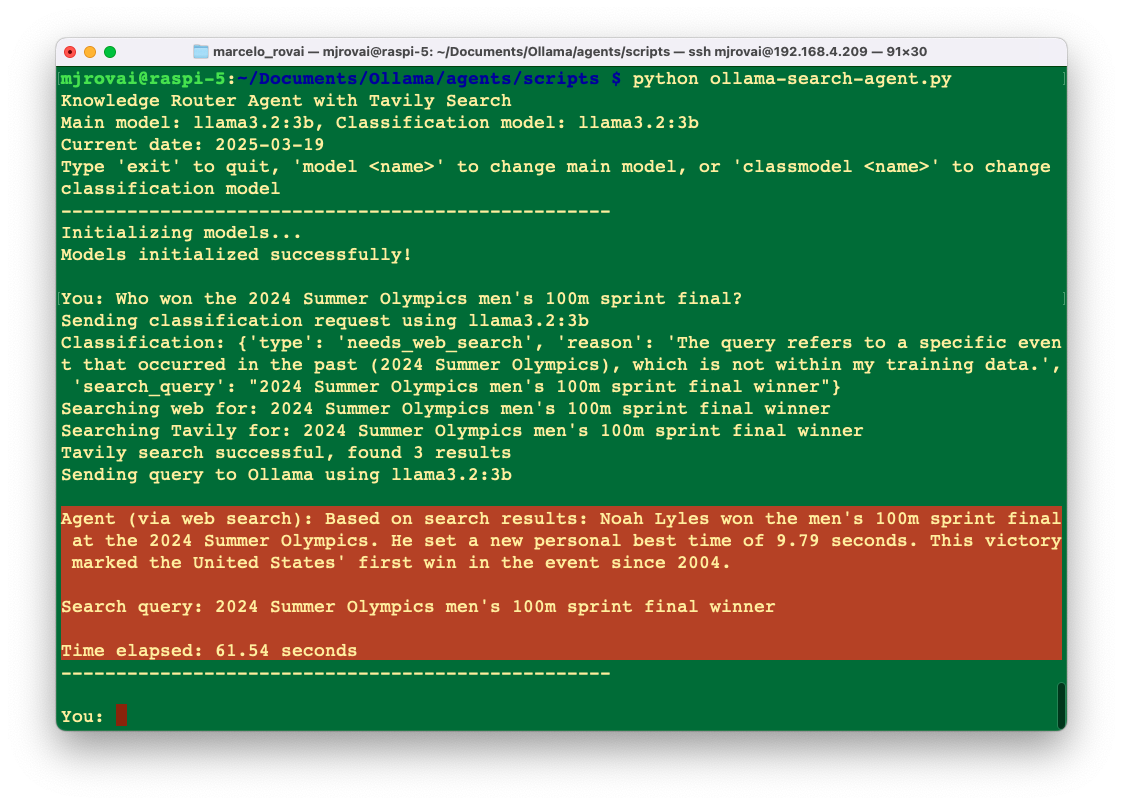 marcelo_rovai — mjrovai@raspi-5: ~/Documents/Ollama/agents/scripts — ssh mjrovai@192.168.4.209 — 91×30
[mjrovai@raspi-5:~/Documents/Ollama/agents/scripts $ python ollama-search-agent.py ]
Knowledge Router Agent with Tavily Search
Main model: llama3.2:3b, Classification model: llama3.2:3b
Current date: 2025-03-19
Type 'exit' to quit, 'model <name>' to change main model, or 'classmodel <name>' to change
classification model
--------------------------------------------------
Initializing models...
Models initialized successfully!
[You: Who won the 2024 Summer Olympics men's 100m sprint final? ]
Sending classification request using llama3.2:3b
Classification: {'type': 'needs_web_search', 'reason': 'The query refers to a specific even
t that occurred in the past (2024 Summer Olympics), which is not within my training data.',
'search_query': "2024 Summer Olympics men's 100m sprint final winner"}
Searching web for: 2024 Summer Olympics men's 100m sprint final winner
Searching Tavily for: 2024 Summer Olympics men's 100m sprint final winner
Tavily search successful, found 3 results
Sending query to Ollama using llama3.2:3b
Agent (via web search): Based on search results: Noah Lyles won the men's 100m sprint final
at the 2024 Summer Olympics. He set a new personal best time of 9.79 seconds. This victory
marked the United States' first win in the event since 2004.
Search query: 2024 Summer Olympics men's 100m sprint final winner
Time elapsed: 61.54 seconds
--------------------------------------------------
You: